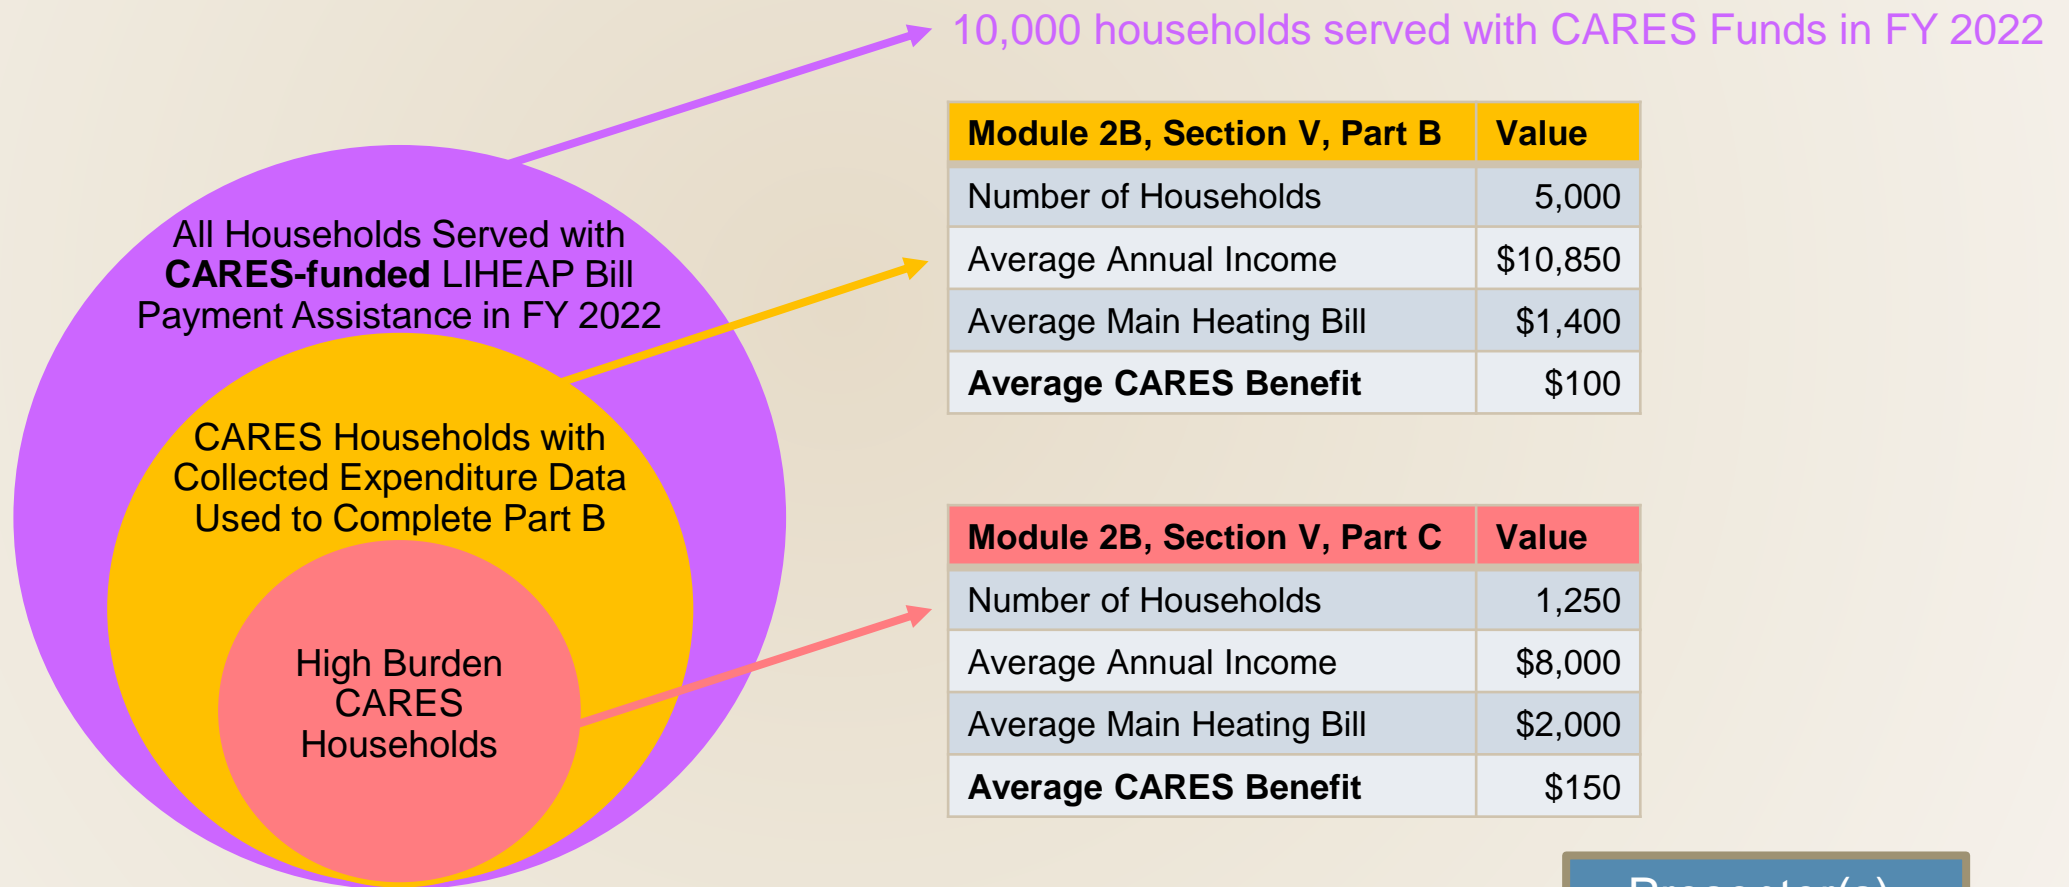 10,000 households served with CARES Funds in FY 2022
All Households Served with
CARES-funded LIHEAP Bill
Payment Assistance in FY 2022
CARES Households with
Collected Expenditure Data
Used to Complete Part B
High Burden
CARES
Households
Module 2B, Section V, Part B Value
Number of Households 5,000
Average Annual Income $10,850
Average Main Heating Bill $1,400
Average CARES Benefit $100
Module 2B, Section V, Part C Value
Number of Households 1,250
Average Annual Income $8,000
Average Main Heating Bill $2,000
Average CARES Benefit $150